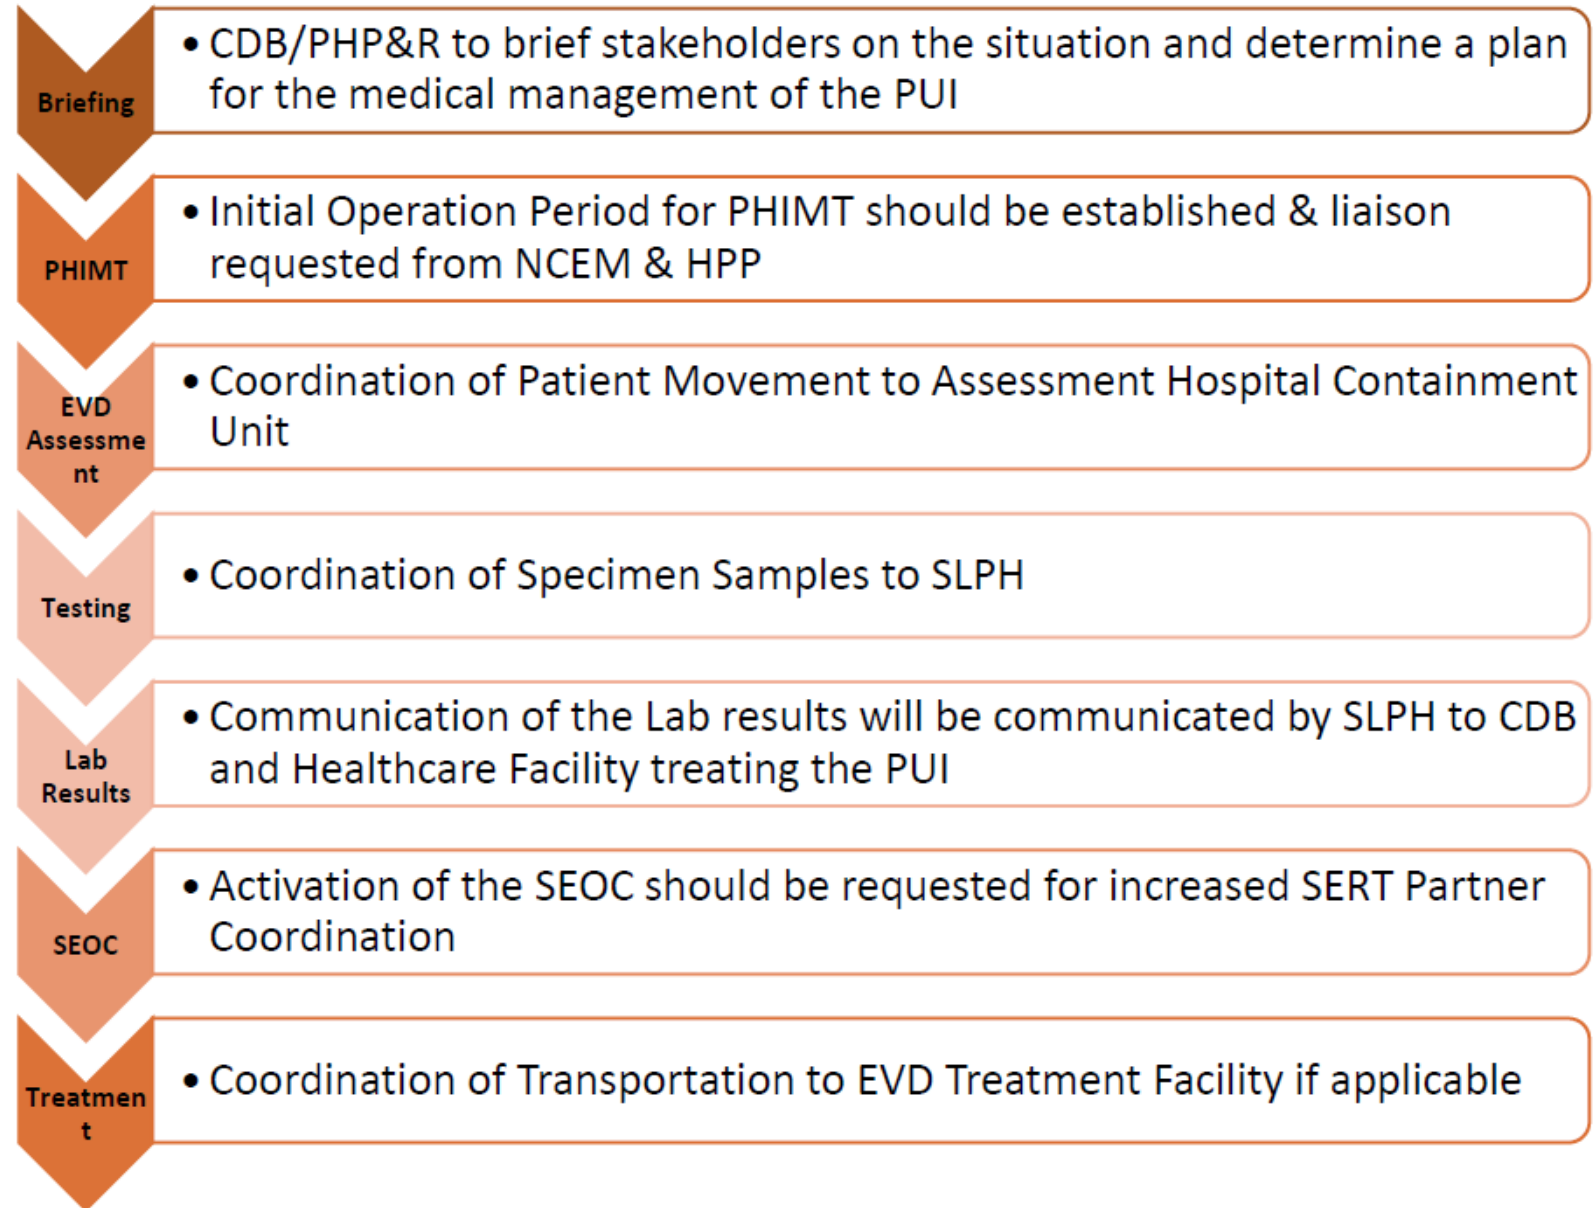 Briefing
• CDB/PHP&R to brief stakeholders on the situation and determine a plan
for the medical management of the PUI
PHIMT
• Initial Operation Period for PHIMT should be established & liaison
requested from NCEM & HPP
EVD
Assessme
nt
• Coordination of Patient Movement to Assessment Hospital Containment
Unit
Testing
• Coordination of Specimen Samples to SLPH
Lab
Results
• Communication of the Lab results will be communicated by SLPH to CDB
and Healthcare Facility treating the PUI
SEOC
• Activation of the SEOC should be requested for increased SERT Partner
Coordination
Treatmen
t
• Coordination of Transportation to EVD Treatment Facility if applicable